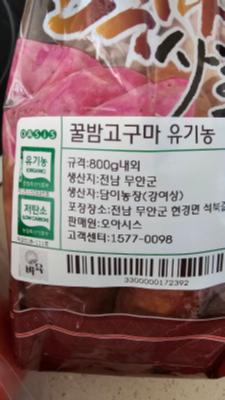 OASIS
꿀밤고구마 유기농
유기농
(ORGANIC)
저탄소
(LOW CARBON)
규격:800g내외
생산지:전남 무안군
생산자:담이농장(강여상)
포장장소:전남 무안군 현경면 석북길
판매원:오아시스
고객센터:1577-0098
3300000172392